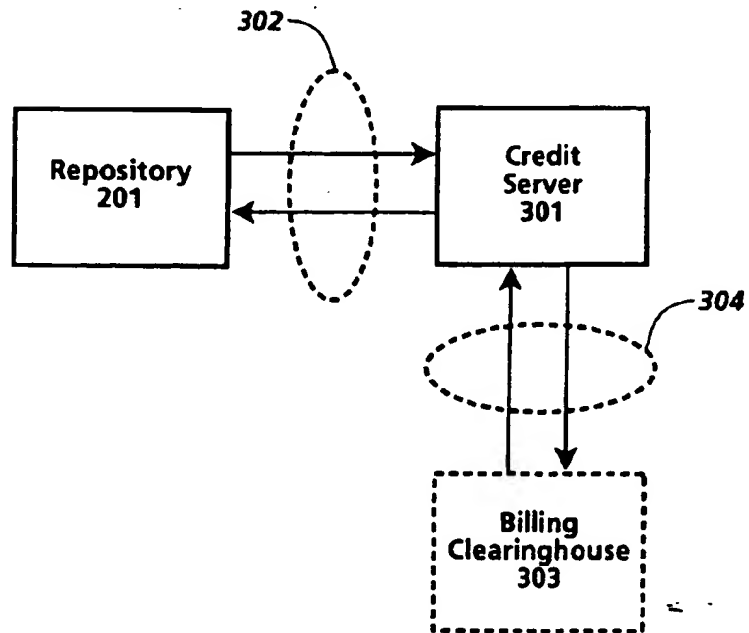 302
Repository
201
Credit
Server
301
304
Billing
Clearinghouse
303